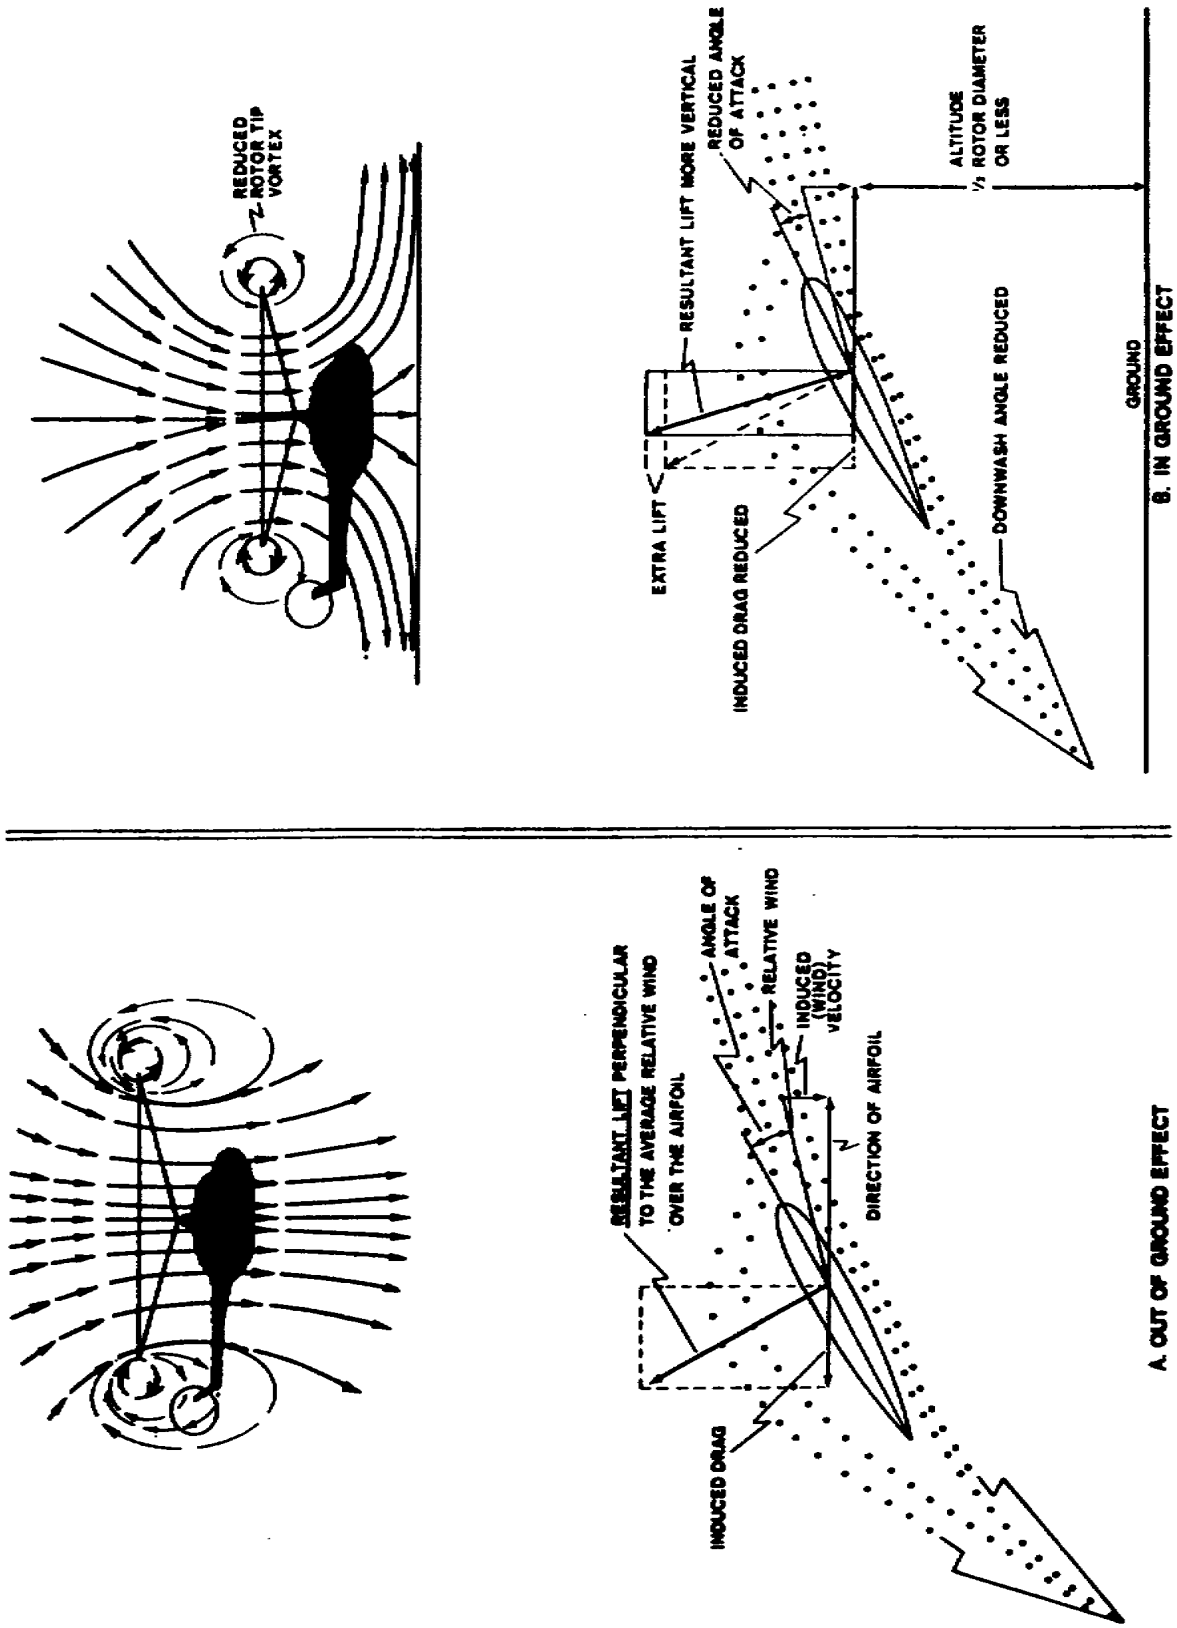 RESULTANT LIFT PERPENDICULAR
TO THE AVERAGE RELATIVE WIND
OVER THE AIRFOIL
ANGLE OF
ATTACK
RELATIVE WIND
INDUCED
(WIND)
VELOCITY
DIRECTION OF AIRFOIL
INDUCED DRAG
A. OUT OF GROUND EFFECT
REDUCED
ROTOR TIP
VORTEX
RESULTANT LIFT MORE VERTICAL
REDUCED ANGLE
OF ATTACK
EXTRA LIFT
INDUCED DRAG REDUCED
ALTITUDE
½ ROTOR DIAMETER
OR LESS
DOWNWASH ANGLE REDUCED
GROUND
B. IN GROUND EFFECT